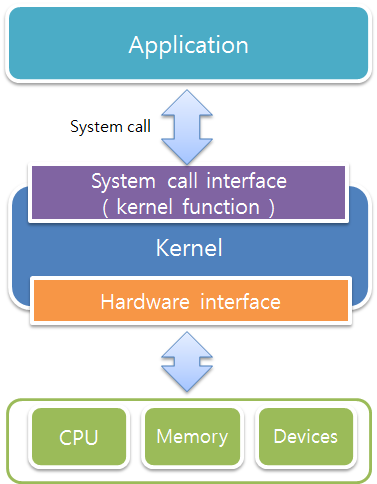 Application
System call
System call interface
( kernel function )
Kernel
Hardware interface
CPU
Memory
Devices